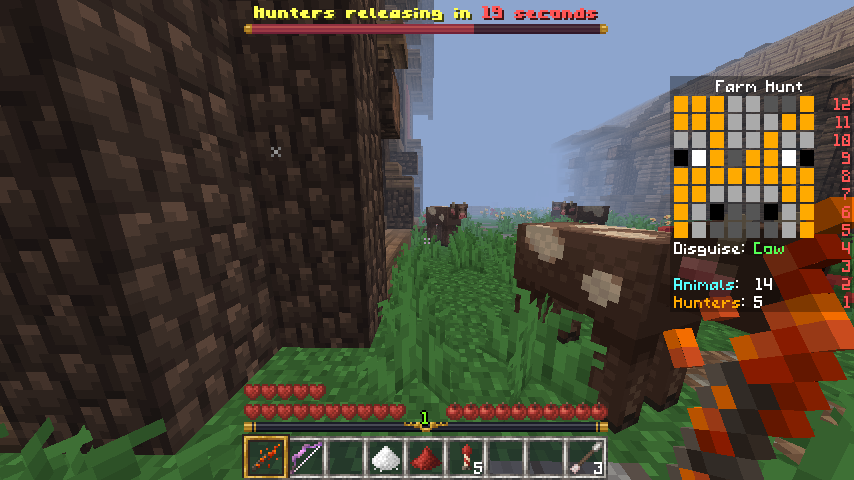 Hunters releasing in 19 seconds
Farm Hunt
12
11
10
9
8
7
6
5
Disguise: Cow 4
3
Animals: 14 2
Hunters: 5 1
1
5
3